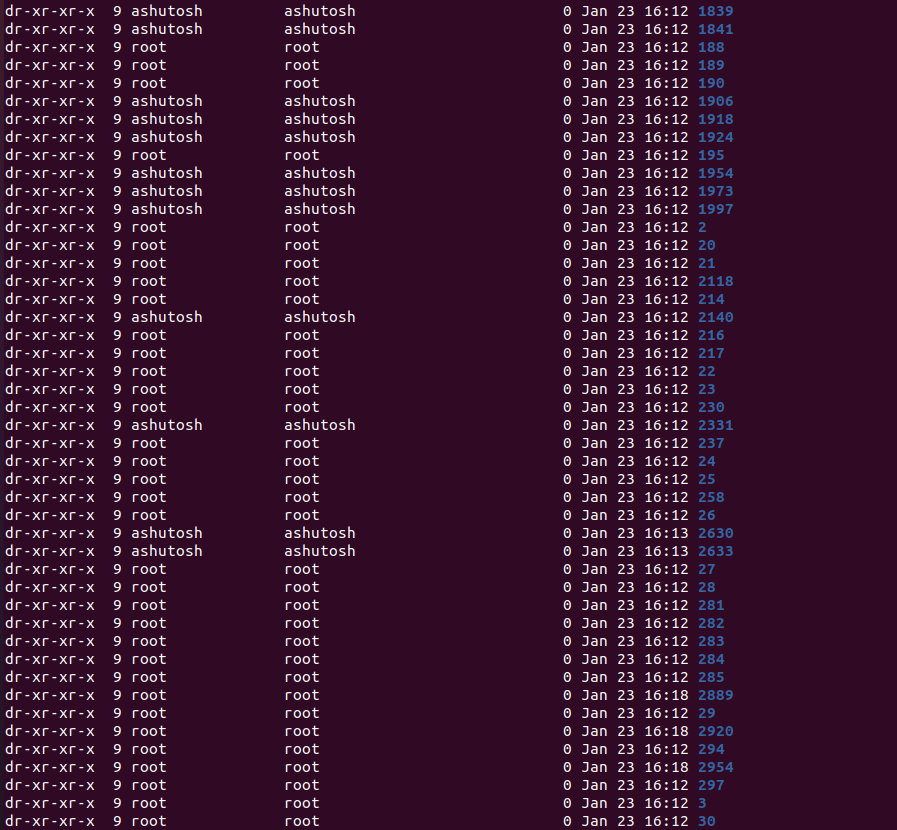 dr-xr-xr-x  9 ashutosh         ashutosh                       0 Jan 23 16:12 1839
dr-xr-xr-x  9 ashutosh         ashutosh                       0 Jan 23 16:12 1841
dr-xr-xr-x  9 root             root                           0 Jan 23 16:12 188
dr-xr-xr-x  9 root             root                           0 Jan 23 16:12 189
dr-xr-xr-x  9 root             root                           0 Jan 23 16:12 190
dr-xr-xr-x  9 ashutosh         ashutosh                       0 Jan 23 16:12 1906
dr-xr-xr-x  9 ashutosh         ashutosh                       0 Jan 23 16:12 1918
dr-xr-xr-x  9 ashutosh         ashutosh                       0 Jan 23 16:12 1924
dr-xr-xr-x  9 root             root                           0 Jan 23 16:12 195
dr-xr-xr-x  9 ashutosh         ashutosh                       0 Jan 23 16:12 1954
dr-xr-xr-x  9 ashutosh         ashutosh                       0 Jan 23 16:12 1973
dr-xr-xr-x  9 ashutosh         ashutosh                       0 Jan 23 16:12 1997
dr-xr-xr-x  9 root             root                           0 Jan 23 16:12 2
dr-xr-xr-x  9 root             root                           0 Jan 23 16:12 20
dr-xr-xr-x  9 root             root                           0 Jan 23 16:12 21
dr-xr-xr-x  9 root             root                           0 Jan 23 16:12 2118
dr-xr-xr-x  9 root             root                           0 Jan 23 16:12 214
dr-xr-xr-x  9 ashutosh         ashutosh                       0 Jan 23 16:12 2140
dr-xr-xr-x  9 root             root                           0 Jan 23 16:12 216
dr-xr-xr-x  9 root             root                           0 Jan 23 16:12 217
dr-xr-xr-x  9 root             root                           0 Jan 23 16:12 22
dr-xr-xr-x  9 root             root                           0 Jan 23 16:12 23
dr-xr-xr-x  9 root             root                           0 Jan 23 16:12 230
dr-xr-xr-x  9 ashutosh         ashutosh                       0 Jan 23 16:12 2331
dr-xr-xr-x  9 root             root                           0 Jan 23 16:12 237
dr-xr-xr-x  9 root             root                           0 Jan 23 16:12 24
dr-xr-xr-x  9 root             root                           0 Jan 23 16:12 25
dr-xr-xr-x  9 root             root                           0 Jan 23 16:12 258
dr-xr-xr-x  9 root             root                           0 Jan 23 16:12 26
dr-xr-xr-x  9 ashutosh         ashutosh                       0 Jan 23 16:13 2630
dr-xr-xr-x  9 ashutosh         ashutosh                       0 Jan 23 16:13 2633
dr-xr-xr-x  9 root             root                           0 Jan 23 16:12 27
dr-xr-xr-x  9 root             root                           0 Jan 23 16:12 28
dr-xr-xr-x  9 root             root                           0 Jan 23 16:12 281
dr-xr-xr-x  9 root             root                           0 Jan 23 16:12 282
dr-xr-xr-x  9 root             root                           0 Jan 23 16:12 283
dr-xr-xr-x  9 root             root                           0 Jan 23 16:12 284
dr-xr-xr-x  9 root             root                           0 Jan 23 16:12 285
dr-xr-xr-x  9 root             root                           0 Jan 23 16:18 2889
dr-xr-xr-x  9 root             root                           0 Jan 23 16:12 29
dr-xr-xr-x  9 root             root                           0 Jan 23 16:18 2920
dr-xr-xr-x  9 root             root                           0 Jan 23 16:12 294
dr-xr-xr-x  9 root             root                           0 Jan 23 16:18 2954
dr-xr-xr-x  9 root             root                           0 Jan 23 16:12 297
dr-xr-xr-x  9 root             root                           0 Jan 23 16:12 3
dr-xr-xr-x  9 root             root                           0 Jan 23 16:12 30